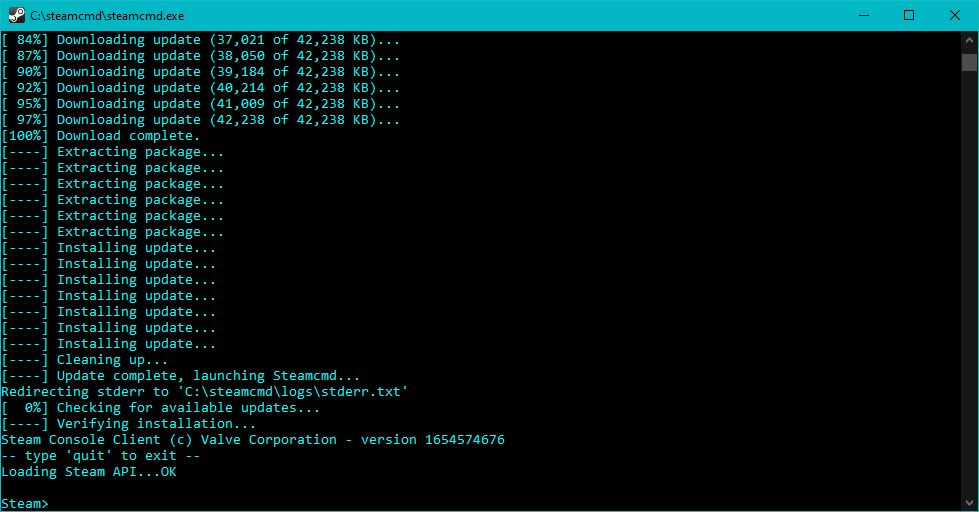 C:\steamcmd\steamcmd.exe
[ 84%] Downloading update (37,021 of 42,238 KB)...
[ 87%] Downloading update (38,050 of 42,238 KB)...
[ 90%] Downloading update (39,184 of 42,238 KB)...
[ 92%] Downloading update (40,214 of 42,238 KB)...
[ 95%] Downloading update (41,009 of 42,238 KB)...
[ 97%] Downloading update (42,238 of 42,238 KB)...
[100%] Download complete.
[----] Extracting package...
[----] Extracting package...
[----] Extracting package...
[----] Extracting package...
[----] Extracting package...
[----] Extracting package...
[----] Installing update...
[----] Installing update...
[----] Installing update...
[----] Installing update...
[----] Installing update...
[----] Installing update...
[----] Installing update...
[----] Cleaning up...
[----] Update complete, launching Steamcmd...
Redirecting stderr to 'C:\steamcmd\logs\stderr.txt'
[  0%] Checking for available updates...
[----] Verifying installation...
Steam Console Client (c) Valve Corporation - version 1654574676
-- type 'quit' to exit --
Loading Steam API...OK
Steam>